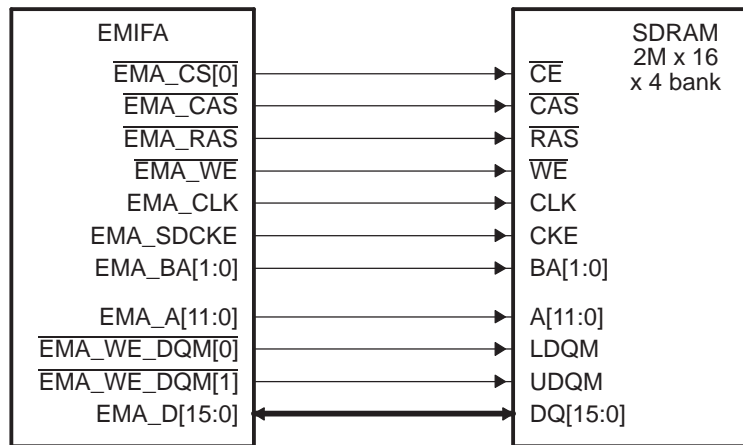 EMIFA
EMA_CS[0]
EMA_CAS
EMA_RAS
EMA_WE
EMA_CLK
EMA_SDCKE
EMA_BA[1:0]
EMA_A[11:0]
EMA_WE_DQM[0]
EMA_WE_DQM[1]
EMA_D[15:0]
SDRAM
2M x 16
x 4 bank
CE
CAS
RAS
WE
CLK
CKE
BA[1:0]
A[11:0]
LDQM
UDQM
DQ[15:0]